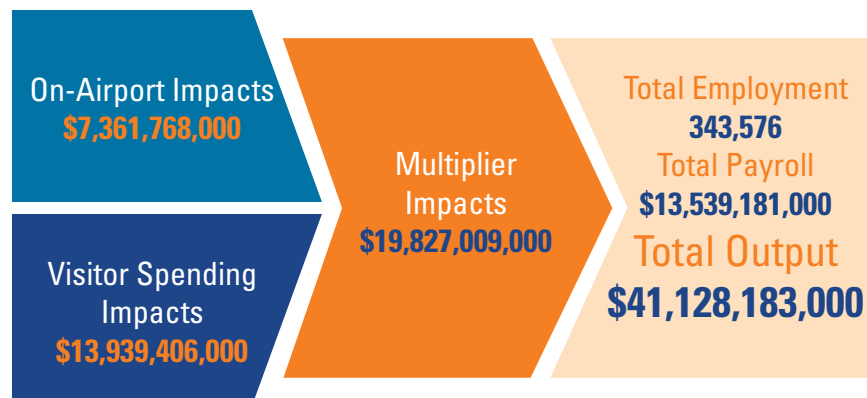 On-Airport Impacts
$7,361,768,000
Visitor Spending
Impacts
$13,939,406,000
Multiplier
Impacts
$19,827,009,000
Total Employment
343,576
Total Payroll
$13,539,181,000
Total Output
$41,128,183,000